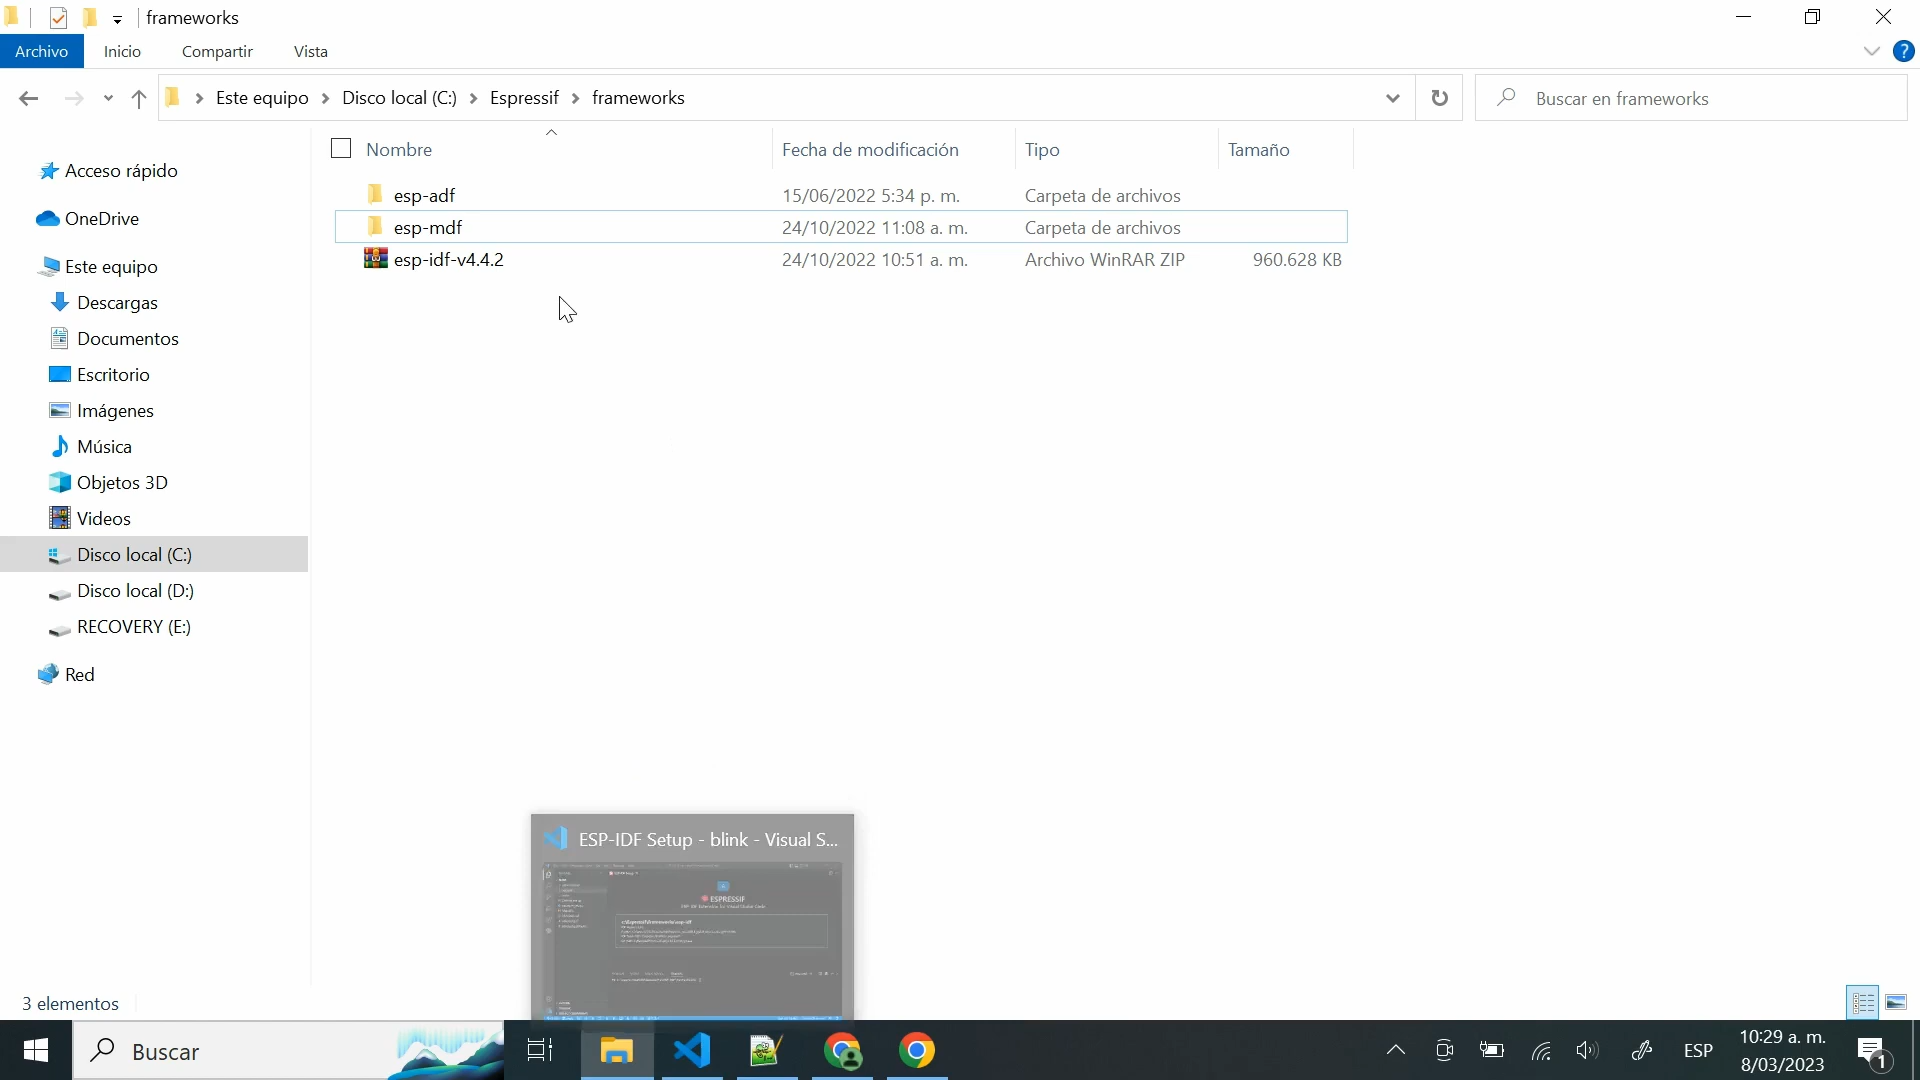 frameworks
Archivo Inicio Compartir Vista
Este equipo Disco local (C:) Espressif frameworks
Buscar en frameworks
Nombre Fecha de modificación Tipo Tamaño
esp-adf 15/06/2022 5:34 p. m. Carpeta de archivos
esp-mdf 24/10/2022 11:08 a. m. Carpeta de archivos
esp-idf-v4.4.2 24/10/2022 10:51 a. m. Archivo WinRAR ZIP 960.628 KB
Acceso rápido
OneDrive
Este equipo
Descargas
Documentos
Escritorio
Imágenes
Música
Objetos 3D
Videos
Disco local (C:)
Disco local (D:)
RECOVERY (E:)
Red
ESP-IDF Setup - blink - Visual S...
ESPRESSIF
3 elementos
Buscar
ESP
10:29 a. m.
8/03/2023
1